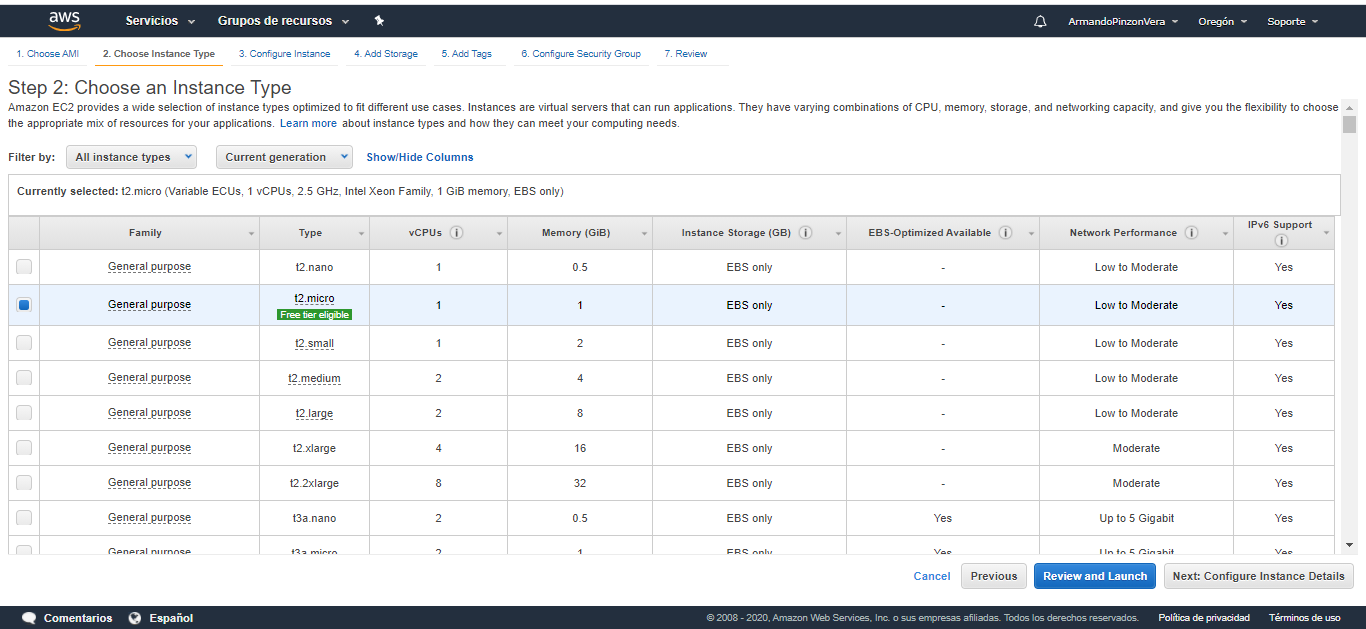 aws Servicios Grupos de recursos ArmandoPinzonVera Oregón Soporte
1. Choose AMI 2. Choose Instance Type 3. Configure Instance 4. Add Storage 5. Add Tags 6. Configure Security Group 7. Review
Step 2: Choose an Instance Type
Amazon EC2 provides a wide selection of instance types optimized to fit different use cases. Instances are virtual servers that can run applications. They have varying combinations of CPU, memory, storage, and networking capacity, and give you the flexibility to choose
the appropriate mix of resources for your applications. Learn more about instance types and how they can meet your computing needs.
Filter by: All instance types Current generation Show/Hide Columns
Currently selected: t2.micro (Variable ECUs, 1 vCPUs, 2.5 GHz, Intel Xeon Family, 1 GiB memory, EBS only)
Family Type vCPUs Memory (GiB) Instance Storage (GB) EBS-Optimized Available Network Performance IPv6 Support
General purpose t2.nano 1 0.5 EBS only - Low to Moderate Yes
General purpose t2.micro 1 1 EBS only - Low to Moderate Yes
Free tier eligible
General purpose t2.small 1 2 EBS only - Low to Moderate Yes
General purpose t2.medium 2 4 EBS only - Low to Moderate Yes
General purpose t2.large 2 8 EBS only - Low to Moderate Yes
General purpose t2.xlarge 4 16 EBS only - Moderate Yes
General purpose t2.2xlarge 8 32 EBS only - Moderate Yes
General purpose t3a.nano 2 0.5 EBS only Yes Up to 5 Gigabit Yes
General purpose t3a.micro 2 1 EBS only Yes Up to 5 Gigabit Yes
Cancel Previous Review and Launch Next: Configure Instance Details
Comentarios Español © 2008 - 2020, Amazon Web Services, Inc. o sus empresas afiliadas. Todos los derechos reservados. Política de privacidad Términos de uso